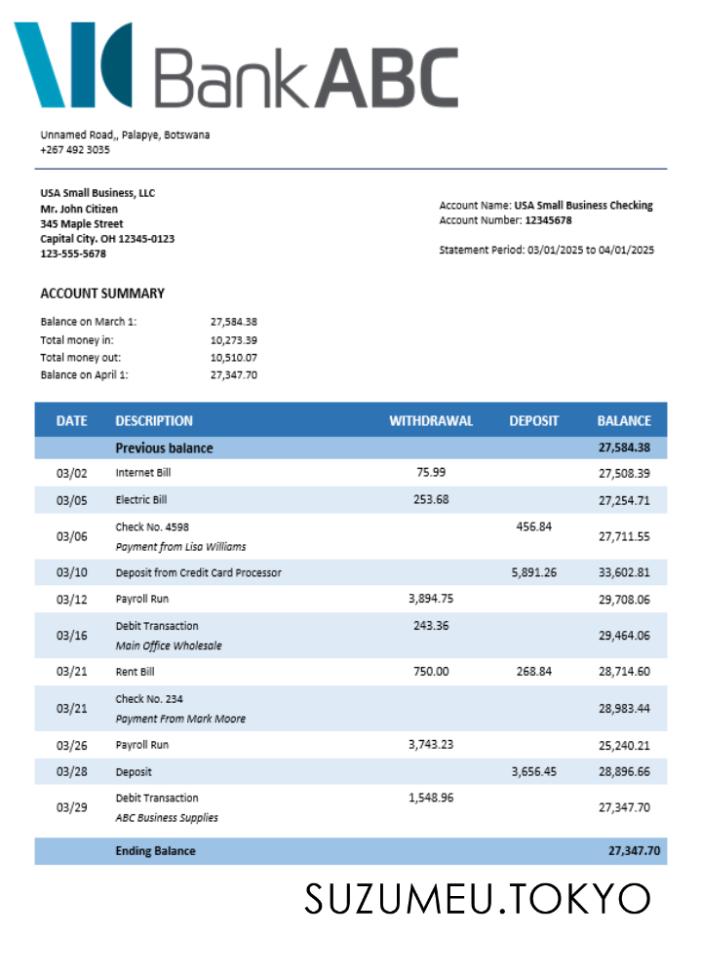 BankABC
Unnamed Road,, Palapye, Botswana
+267 492 3035
USA Small Business, LLC
Mr. John Citizen
345 Maple Street
Capital City. OH 12345-0123
123-555-5678
Account Name: USA Small Business Checking
Account Number: 12345678
Statement Period: 03/01/2025 to 04/01/2025
ACCOUNT SUMMARY
Balance on March 1: 27,584.38
Total money in: 10,273.39
Total money out: 10,510.07
Balance on April 1: 27,347.70
DATE DESCRIPTION WITHDRAWAL DEPOSIT BALANCE
Previous balance 27,584.38
03/02 Internet Bill 75.99 27,508.39
03/05 Electric Bill 253.68 27,254.71
03/06 Check No. 4598 456.84 27,711.55
Payment from Lisa Williams
03/10 Deposit from Credit Card Processor 5,891.26 33,602.81
03/12 Payroll Run 3,894.75 29,708.06
03/16 Debit Transaction 243.36 29,464.06
Main Office Wholesale
03/21 Rent Bill 750.00 268.84 28,714.60
03/21 Check No. 234 28,983.44
Payment From Mark Moore
03/26 Payroll Run 3,743.23 25,240.21
03/28 Deposit 3,656.45 28,896.66
03/29 Debit Transaction 1,548.96 27,347.70
ABC Business Supplies
Ending Balance 27,347.70
SUZUMEU.TOKYO